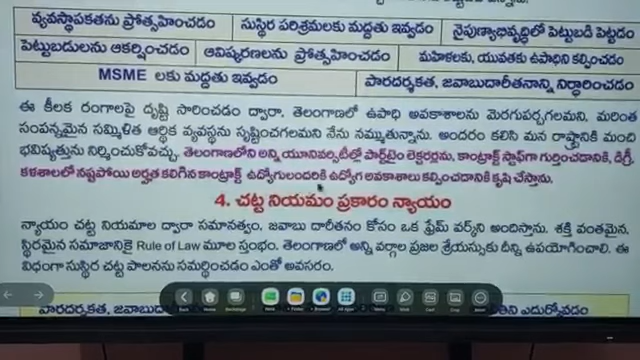 వ్యవస్థాపకతను ప్రోత్సహించడం సుస్థిర పరిశ్రమలకు మద్దతు ఇవ్వడం నైపుణ్యాభివృద్ధిలో పెట్టుబడి పెట్టడం
పెట్టుబడులను ఆకర్షించడం ఆవిష్కరణలను ప్రోత్సహించడం మహిళలకు, యువతకు ఉపాధిని కల్పించడం
MSME లకు మద్దతు ఇవ్వడం పారదర్శకత, జవాబుదారీతనాన్ని నిర్ధారించడం
ఈ కీలక రంగాలపై దృష్టి సారించడం ద్వారా, తెలంగాణలో ఉపాధి అవకాశాలను మెరుగుపర్చగలమని, మరింత
సంపన్నమైన సమ్మిళిత ఆర్థిక వ్యవస్థను సృష్టించగలమని నేను నమ్ముతున్నాను. అందరం కలిసి మన రాష్ట్రానికి మంచి
భవిష్యత్తును నిర్మించుకోవచ్చు. తెలంగాణలోని అన్ని యూనివర్సిటీల్లో పార్ట్‌టైం లెక్చరర్లను, కాంట్రాక్ట్ స్టాఫ్‌గా గుర్తించడానికి, డిగ్రీ
కళాశాలలో నష్టపోయి అర్హత కలిగిన కాంట్రాక్ట్ ఉద్యోగులందరికీ ఉద్యోగ అవకాశాలు కల్పించడానికి కృషి చేస్తాను.
4. చట్ట నియమం ప్రకారం న్యాయం
న్యాయం చట్ట నియమాల ద్వారా సమానత్వం, జవాబు దారీతనం కోసం ఒక ఫ్రేమ్ వర్క్‌ని అందిస్తాను. శక్తి వంతమైన,
స్థిరమైన సమాజానికై Rule of Law మూల స్తంభం. తెలంగాణలో అన్ని వర్గాల ప్రజల శ్రేయస్సుకు దీన్ని ఉపయోగించాలి. ఈ
విధంగా సుస్థిర చట్ట పాలనను సమర్థించడం ఎంతో అవసరం.
పారదర్శకత, జవాబుదా ఎదుర్కోవడం
Back Home